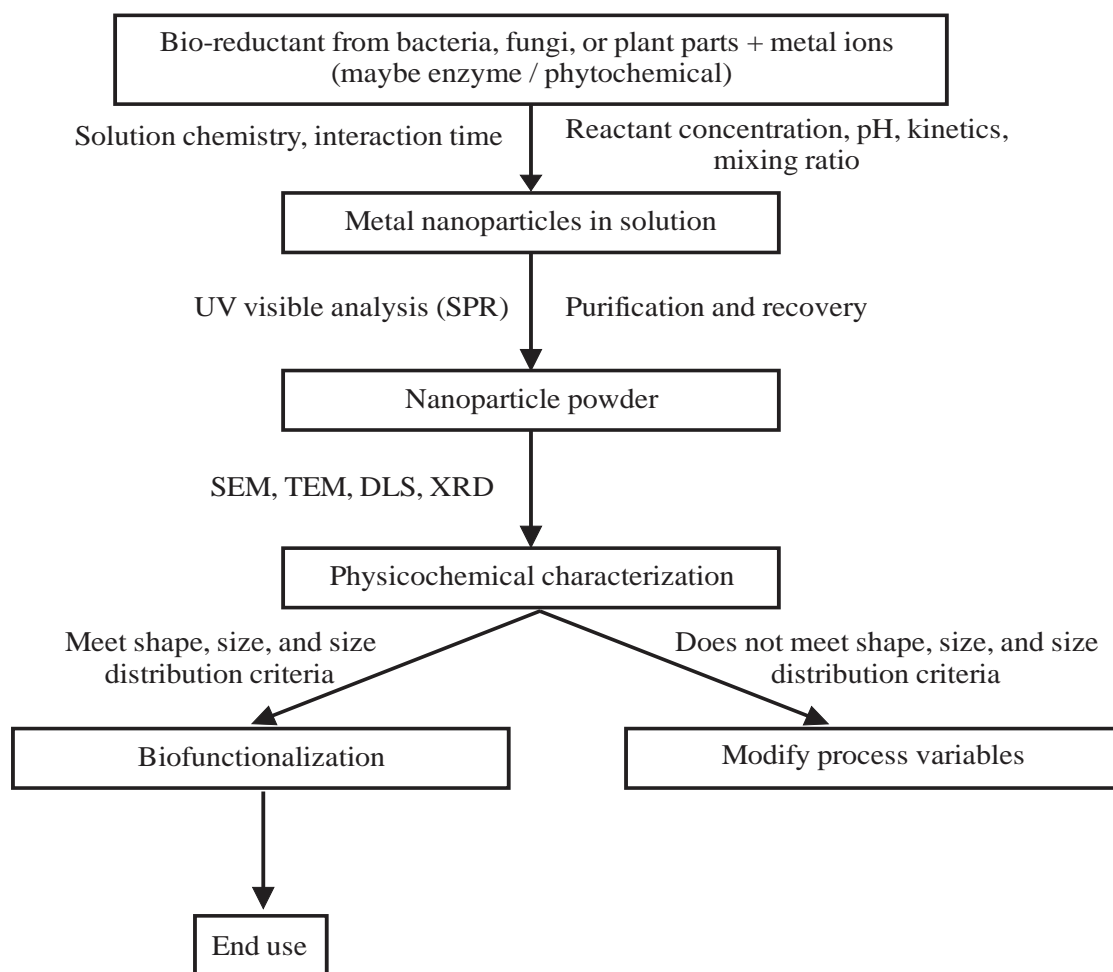 Bio-reductant from bacteria, fungi, or plant parts + metal ions
(maybe enzyme / phytochemical)
Solution chemistry, interaction time
Reactant concentration, pH, kinetics,
mixing ratio
Metal nanoparticles in solution
UV visible analysis (SPR)
Purification and recovery
Nanoparticle powder
SEM, TEM, DLS, XRD
Physicochemical characterization
Meet shape, size, and size
distribution criteria
Does not meet shape, size, and size
distribution criteria
Biofunctionalization
Modify process variables
End use